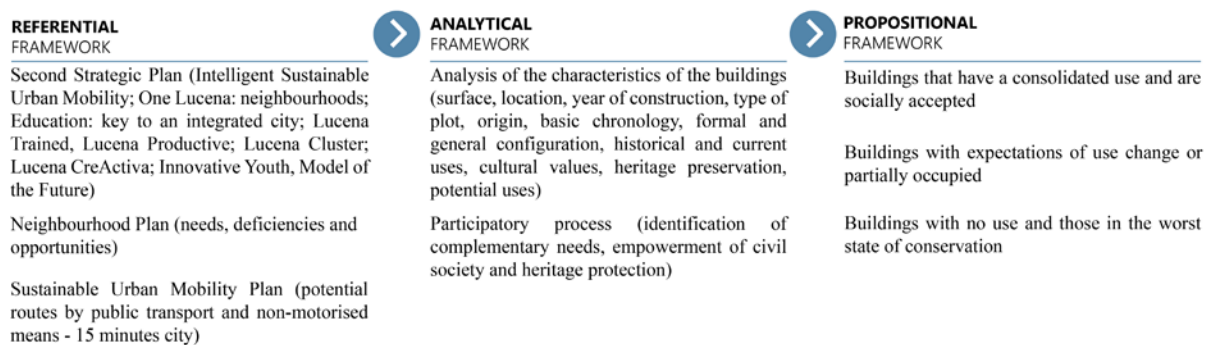 REFERENTIAL
FRAMEWORK
Second Strategic Plan (Intelligent Sustainable
Urban Mobility; One Lucena: neighbourhoods;
Education: key to an integrated city; Lucena
Trained, Lucena Productive; Lucena Cluster;
Lucena CreActiva; Innovative Youth, Model of
the Future)
Neighbourhood Plan (needs, deficiencies and
opportunities)
Sustainable Urban Mobility Plan (potential
routes by public transport and non-motorised
means - 15 minutes city)
ANALYTICAL
FRAMEWORK
Analysis of the characteristics of the buildings
(surface, location, year of construction, type of
plot, origin, basic chronology, formal and
general configuration, historical and current
uses, cultural values, heritage preservation,
potential uses)
Participatory process (identification of
complementary needs, empowerment of civil
society and heritage protection)
PROPOSITIONAL
FRAMEWORK
Buildings that have a consolidated use and are
socially accepted
Buildings with expectations of use change or
partially occupied
Buildings with no use and those in the worst
state of conservation